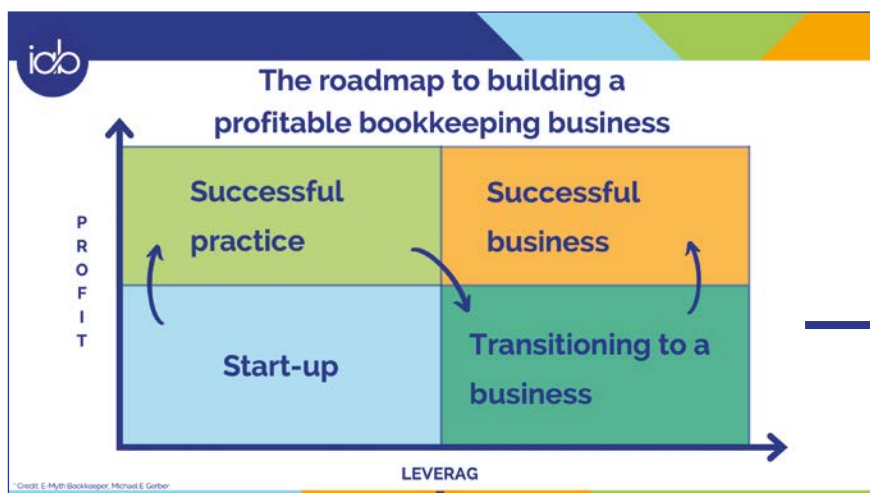 icb
The roadmap to building a
profitable bookkeeping business
PROFIT
Successful
practice
Successful
business
Start-up
Transitioning to a
business
LEVERAG
* Credit: E-Myth Bookkeeper, Michael E Gerber.